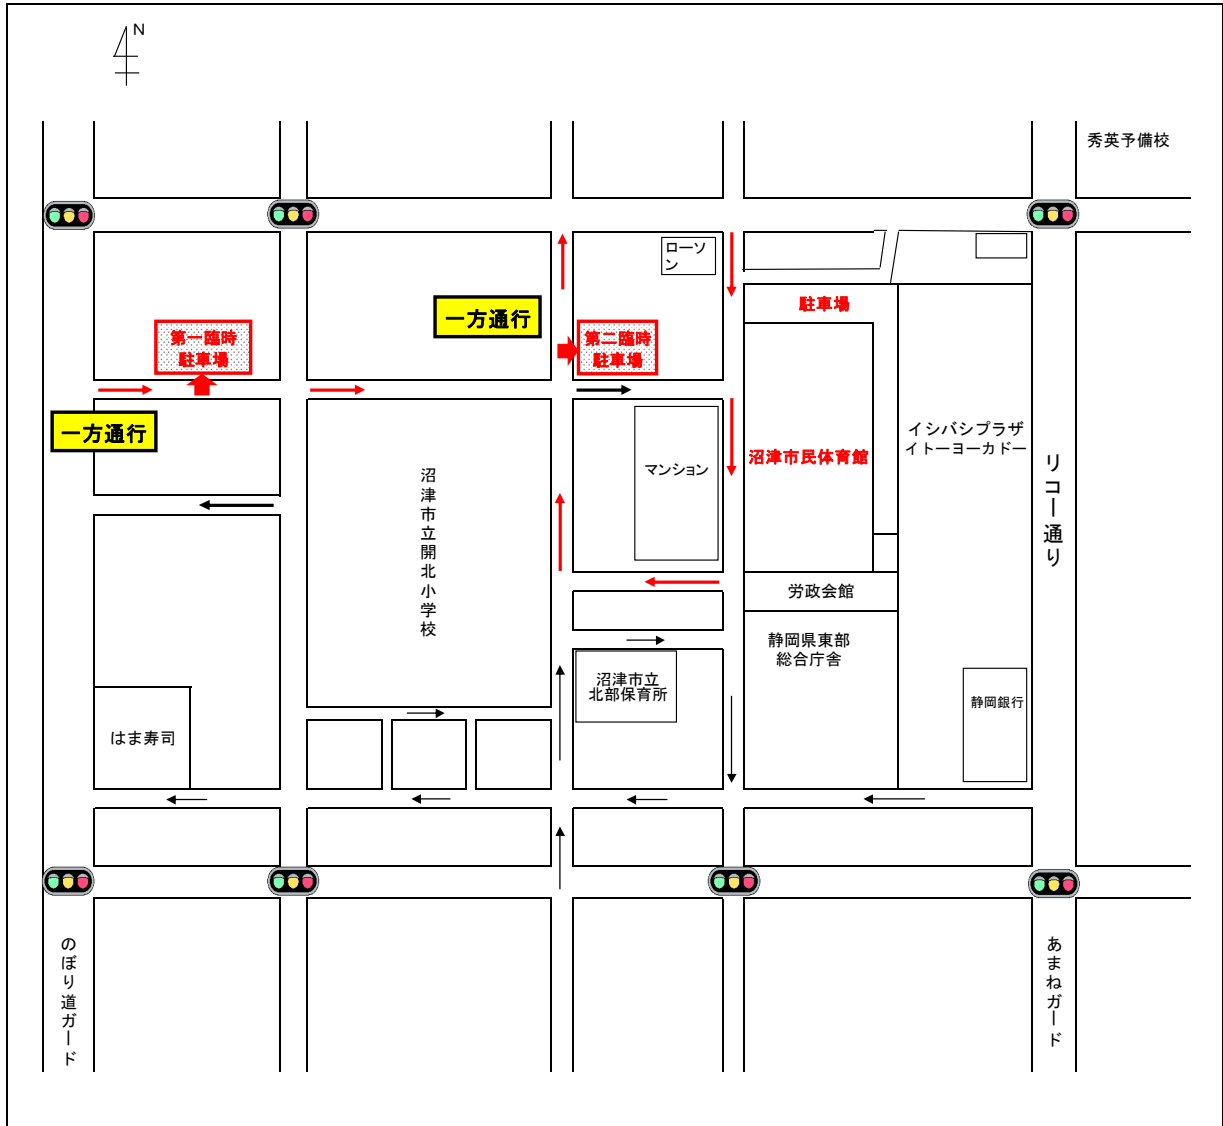 N
秀英予備校
ローソ
ン
駐車場
一方通行
第一臨時
駐車場
第二臨時
駐車場
一方通行
イシバシプラザ
イトーヨーカドー
沼津市民体育館
マンション
リコー通り
沼津市立開北小学校
労政会館
静岡県東部
総合庁舎
沼津市立
北部保育所
静岡銀行
はま寿司
のぼり道ガード
あまねガード